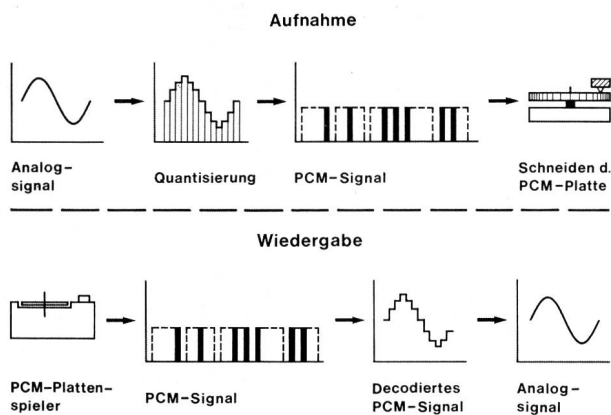 Aufnahme
Analog-
signal
Quantisierung
PCM-Signal
Schneiden d.
PCM-Platte
Wiedergabe
PCM-Platten-
spieler
PCM-Signal
Decodiertes
PCM-Signal
Analog-
signal